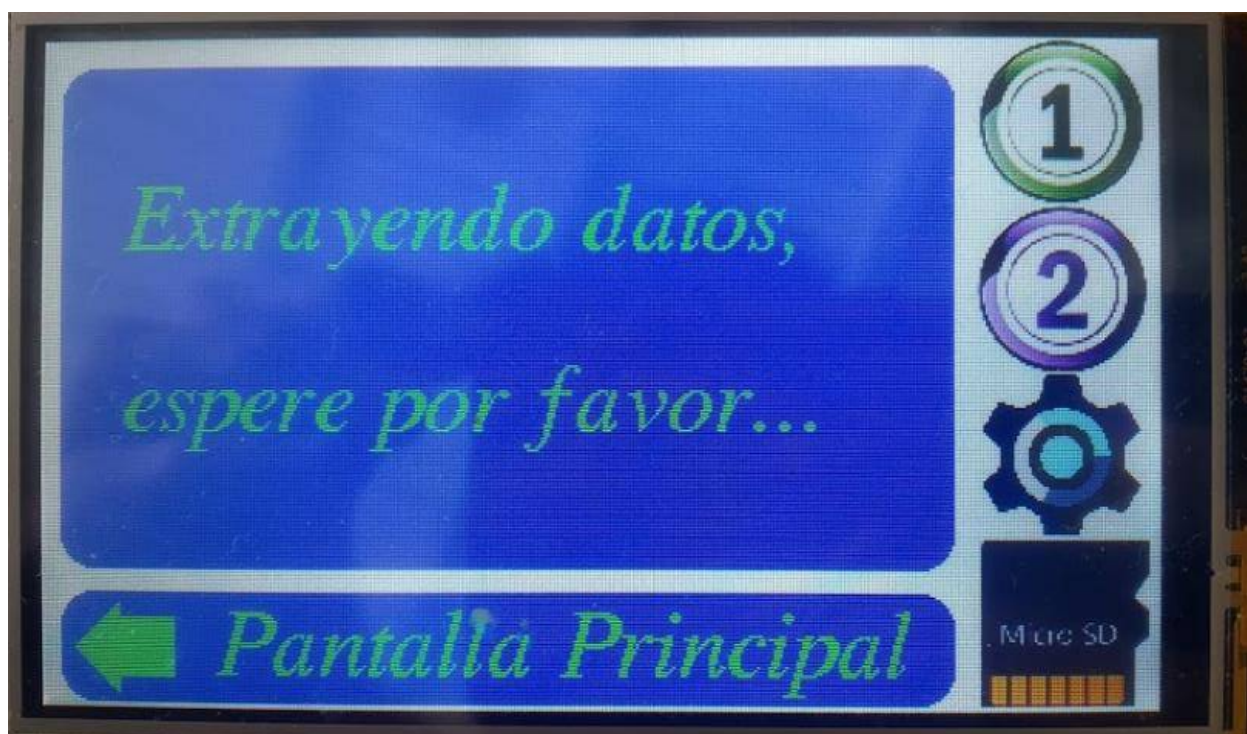 Extrayendo datos,
espere por favor...
Pantalla Principal
1
2
Micro SD